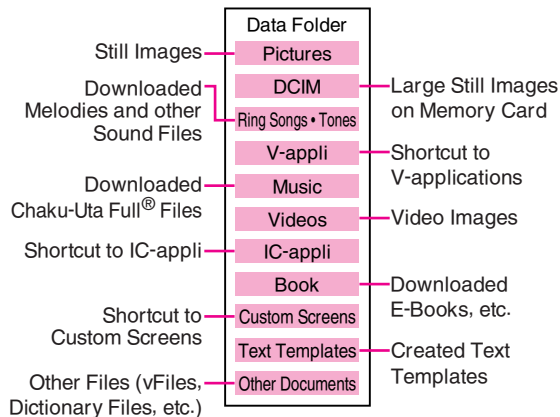 Data Folder
Still Images
Pictures
DCIM
Large Still Images
on Memory Card
Downloaded
Melodies and other
Sound Files
Ring Songs • Tones
V-appli
Shortcut to
V-applications
Downloaded
Chaku-Uta Full® Files
Music
Videos
Video Images
Shortcut to IC-appli
IC-appli
Book
Downloaded
E-Books, etc.
Shortcut to
Custom Screens
Custom Screens
Text Templates
Created Text
Templates
Other Files (vFiles,
Dictionary Files, etc.)
Other Documents